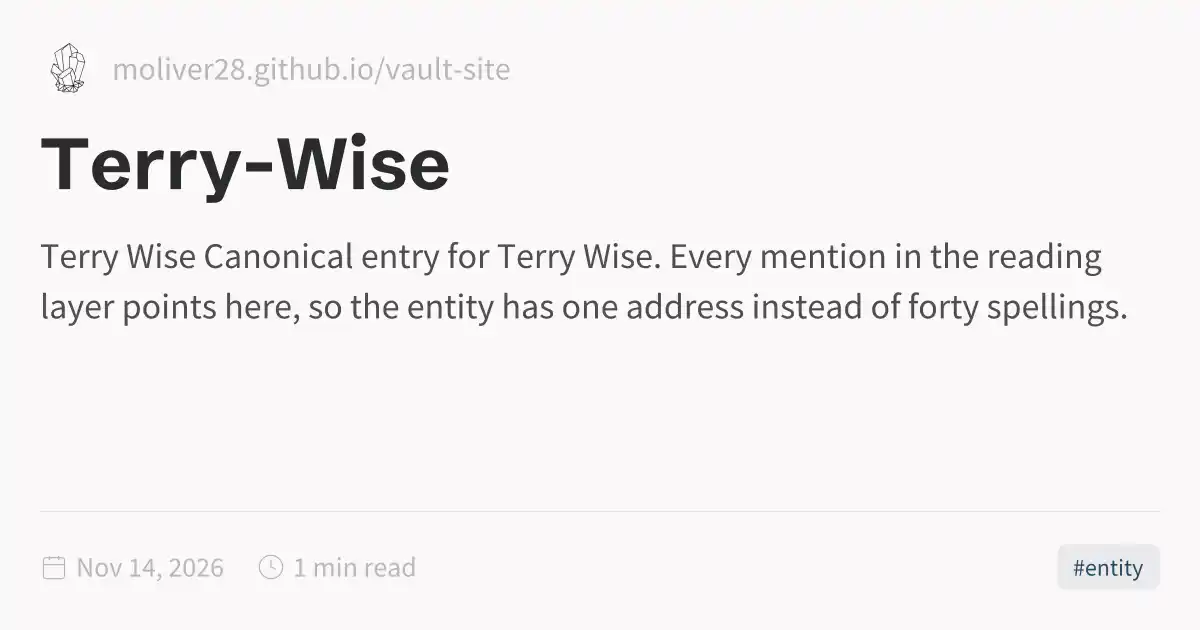 moliver28.github.io/vault-site
Terry-Wise
Terry Wise Canonical entry for Terry Wise. Every mention in the reading
layer points here, so the entity has one address instead of forty spellings.
Nov 14, 2026 1 min read #entity